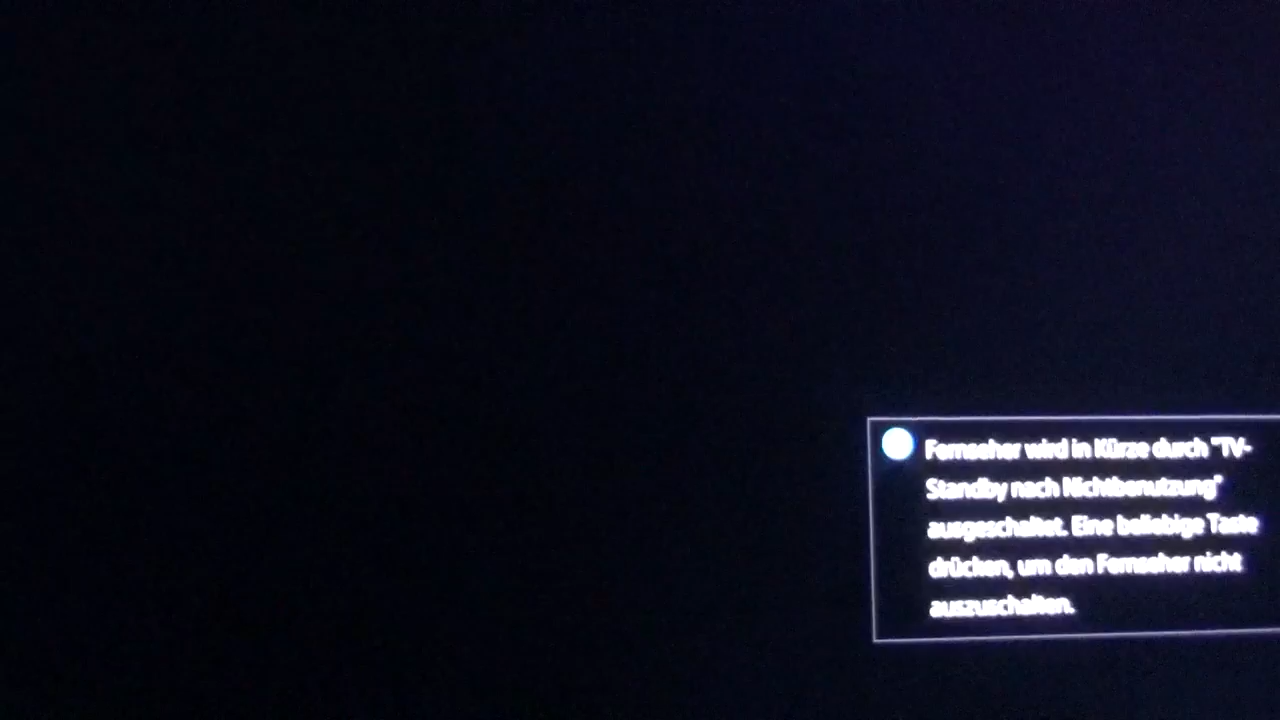 Fernseher wird in Kürze durch "TV-
Standby nach Nichtbenutzung"
ausgeschaltet. Eine beliebige Taste
drücken, um den Fernseher nicht
auszuschalten.